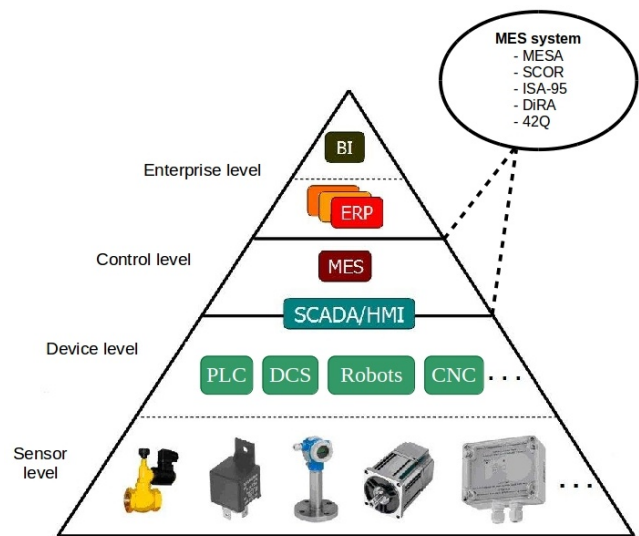 MES system
- MESA
- SCOR
- ISA-95
- DiRA
- 42Q
BI
Enterprise level
ERP
Control level
MES
SCADA/HMI
Device level
PLC DCS Robots CNC . . .
Sensor
level
. . .